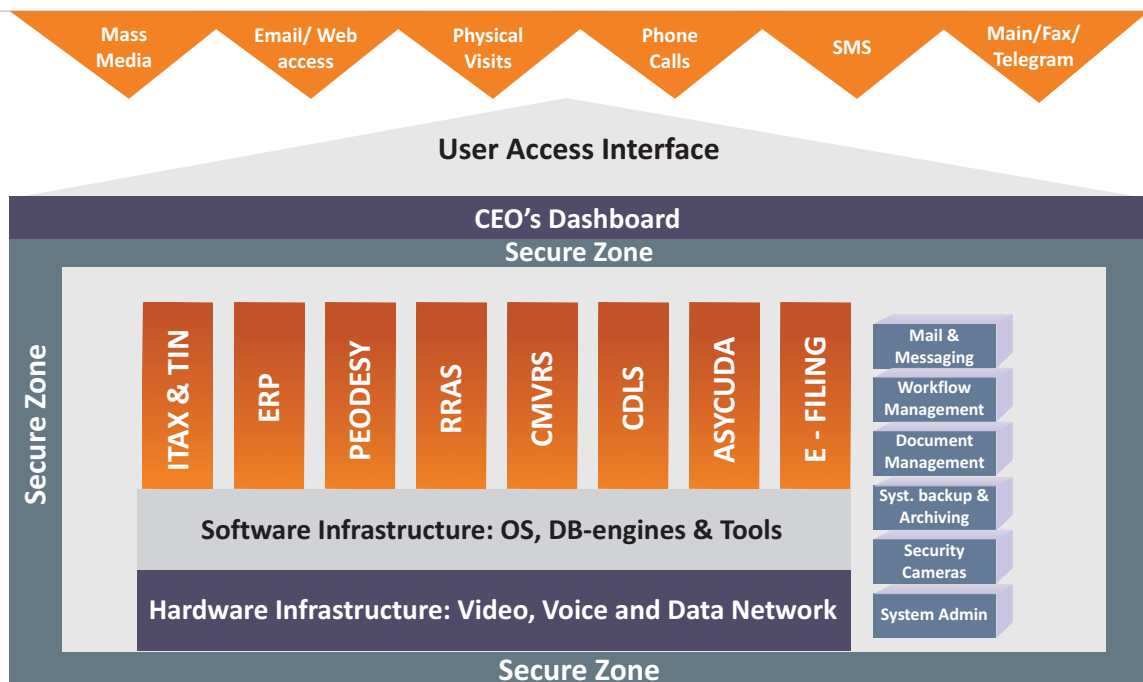 Mass
Media
Email/ Web
access
Physical
Visits
Phone
Calls
SMS
Main/Fax/
Telegram
User Access Interface
CEO's Dashboard
Secure Zone
Secure Zone
ITAX & TIN
ERP
PEODESY
RRAS
CMVRS
CDLS
ASYCUDA
E - FILING
Mail &
Messaging
Workflow
Management
Document
Management
Syst. backup &
Archiving
Security
Cameras
System Admin
Software Infrastructure: OS, DB-engines & Tools
Hardware Infrastructure: Video, Voice and Data Network
Secure Zone
Secure Zone